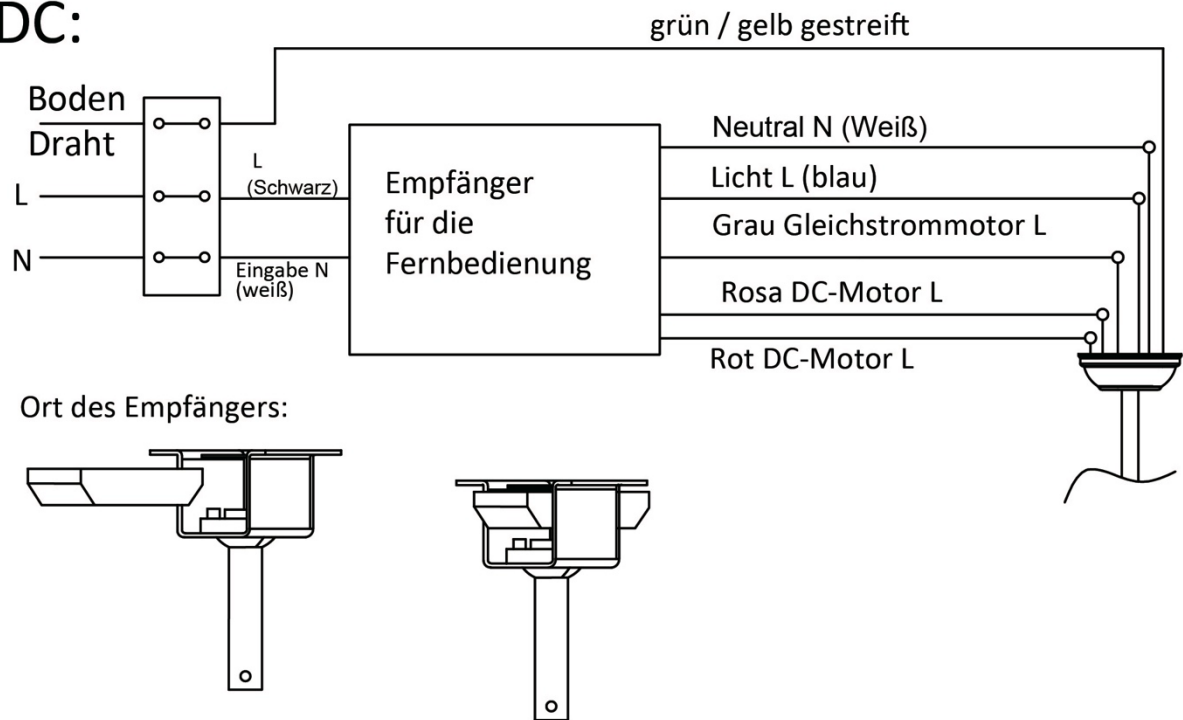 DC:
grün / gelb gestreift
Boden
Draht
L
N
L
(Schwarz)
Eingabe N
(weiß)
Empfänger
für die
Fernbedienung
Neutral N (Weiß)
Licht L (blau)
Grau Gleichstrommotor L
Rosa DC-Motor L
Rot DC-Motor L
Ort des Empfängers: